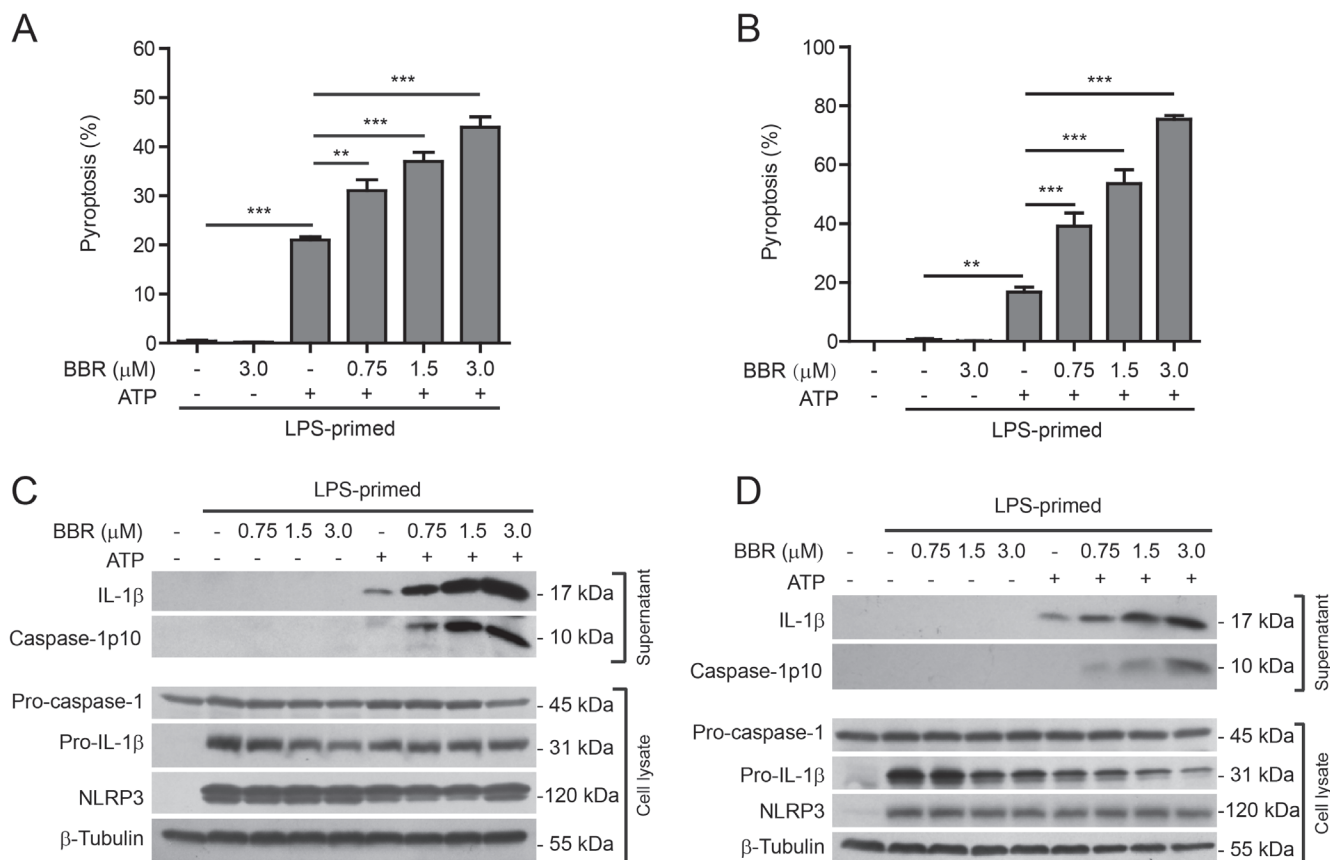 A
60
50
40
30
20
10
0
Pyroptosis (%)
***
***
**
***
BBR (μM) - 3.0 - 0.75 1.5 3.0
ATP - - + + + +
LPS-primed
B
100
80
60
40
20
0
Pyroptosis (%)
***
***
***
**
BBR (μM) - - 3.0 - 0.75 1.5 3.0
ATP - - - + + + +
LPS-primed
C
LPS-primed
BBR (μM) - - 0.75 1.5 3.0 - 0.75 1.5 3.0
ATP - - - - - + + + +
IL-1β - 17 kDa
Caspase-1p10 - 10 kDa
Supernatant
Pro-caspase-1 - 45 kDa
Pro-IL-1β - 31 kDa
NLRP3 -120 kDa
β-Tubulin - 55 kDa
Cell lysate
D
LPS-primed
BBR (μM) - - 0.75 1.5 3.0 - 0.75 1.5 3.0
ATP - - - - - + + + +
IL-1β - 17 kDa
Caspase-1p10 - 10 kDa
Supernatant
Pro-caspase-1 - 45 kDa
Pro-IL-1β - 31 kDa
NLRP3 -120 kDa
β-Tubulin - 55 kDa
Cell lysate